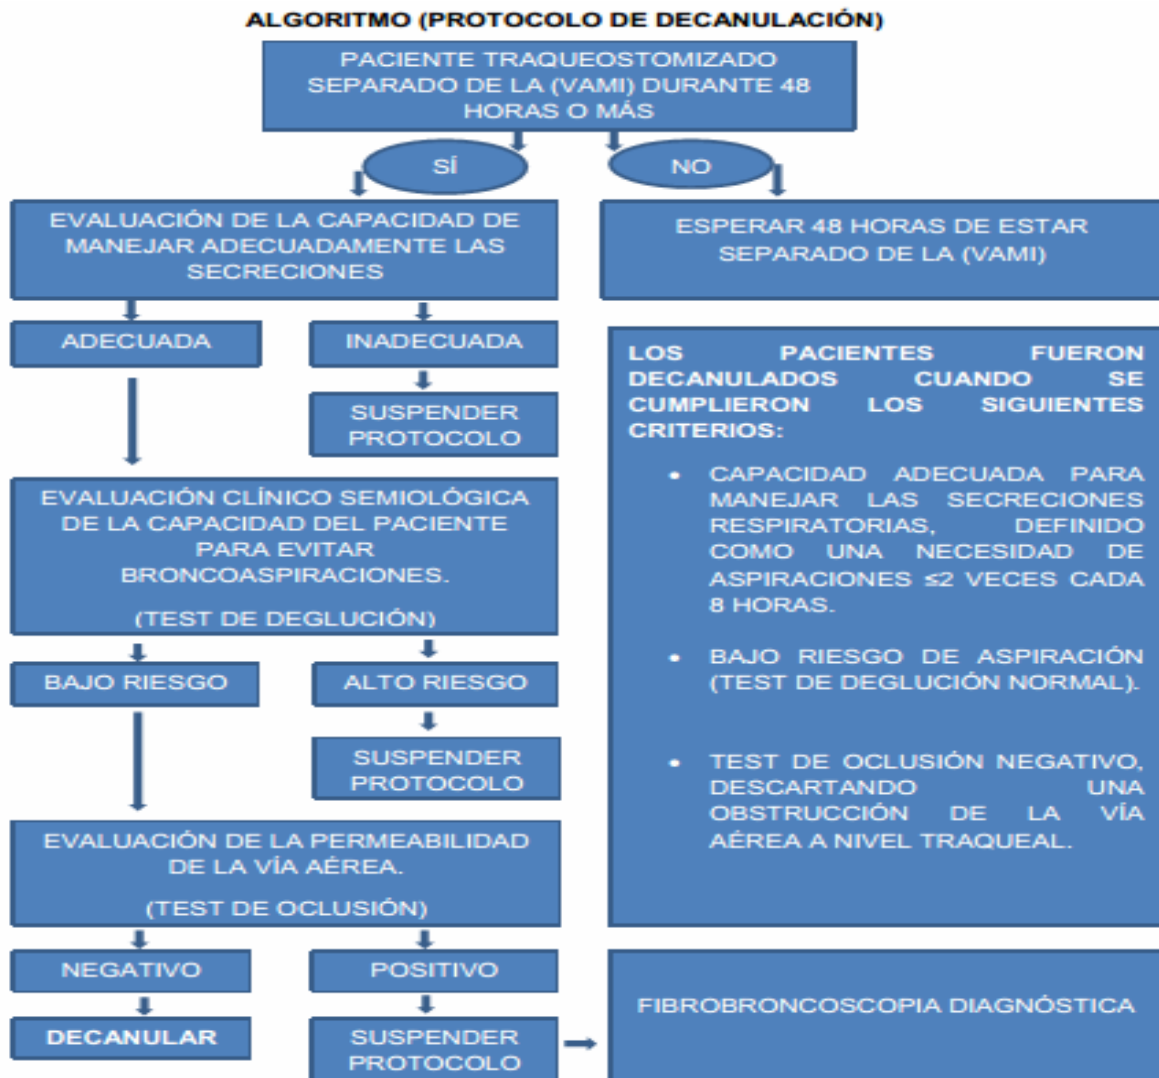 ALGORITMO (PROTOCOLO DE DECANULACIÓN)
PACIENTE TRAQUEOSTOMIZADO
SEPARADO DE LA (VAMI) DURANTE 48
HORAS O MÁS
SÍ
NO
EVALUACIÓN DE LA CAPACIDAD DE
MANEJAR ADECUADAMENTE LAS
SECRECIONES
ESPERAR 48 HORAS DE ESTAR
SEPARADO DE LA (VAMI)
ADECUADA
INADECUADA
SUSPENDER
PROTOCOLO
EVALUACIÓN CLÍNICO SEMIOLÓGICA
DE LA CAPACIDAD DEL PACIENTE
PARA EVITAR
BRONCOASPIRACIONES.
(TEST DE DEGLUCIÓN)
BAJO RIESGO
ALTO RIESGO
SUSPENDER
PROTOCOLO
EVALUACIÓN DE LA PERMEABILIDAD
DE LA VÍA AÉREA.
(TEST DE OCLUSIÓN)
NEGATIVO
POSITIVO
DECANULAR
SUSPENDER
PROTOCOLO
LOS PACIENTES FUERON
DECANULADOS CUANDO SE
CUMPLIERON LOS SIGUIENTES
CRITERIOS:
• CAPACIDAD ADECUADA PARA
MANEJAR LAS SECRECIONES
RESPIRATORIAS, DEFINIDO
COMO UNA NECESIDAD DE
ASPIRACIONES ≤2 VECES CADA
8 HORAS.
• BAJO RIESGO DE ASPIRACIÓN
(TEST DE DEGLUCIÓN NORMAL).
• TEST DE OCLUSIÓN NEGATIVO,
DESCARTANDO UNA
OBSTRUCCIÓN DE LA VÍA
AÉREA A NIVEL TRAQUEAL.
FIBROBRONCOSCOPIA DIAGNÓSTICA